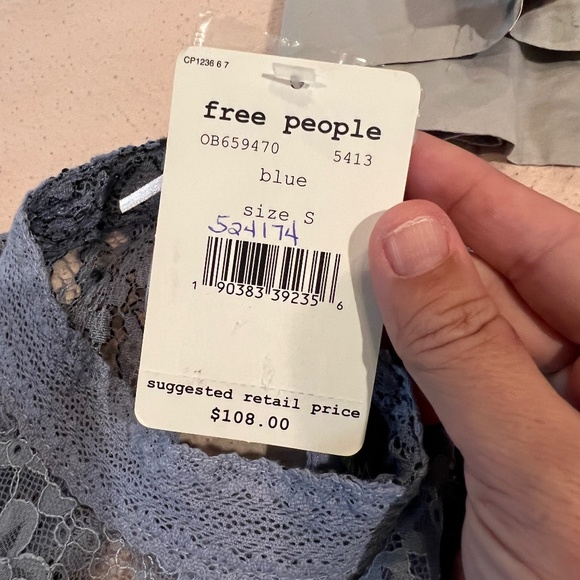 CP1236 6 7
free people
OB659470 5413
blue
size S
524174
1 90383 39235 6
suggested retail price
$108.00